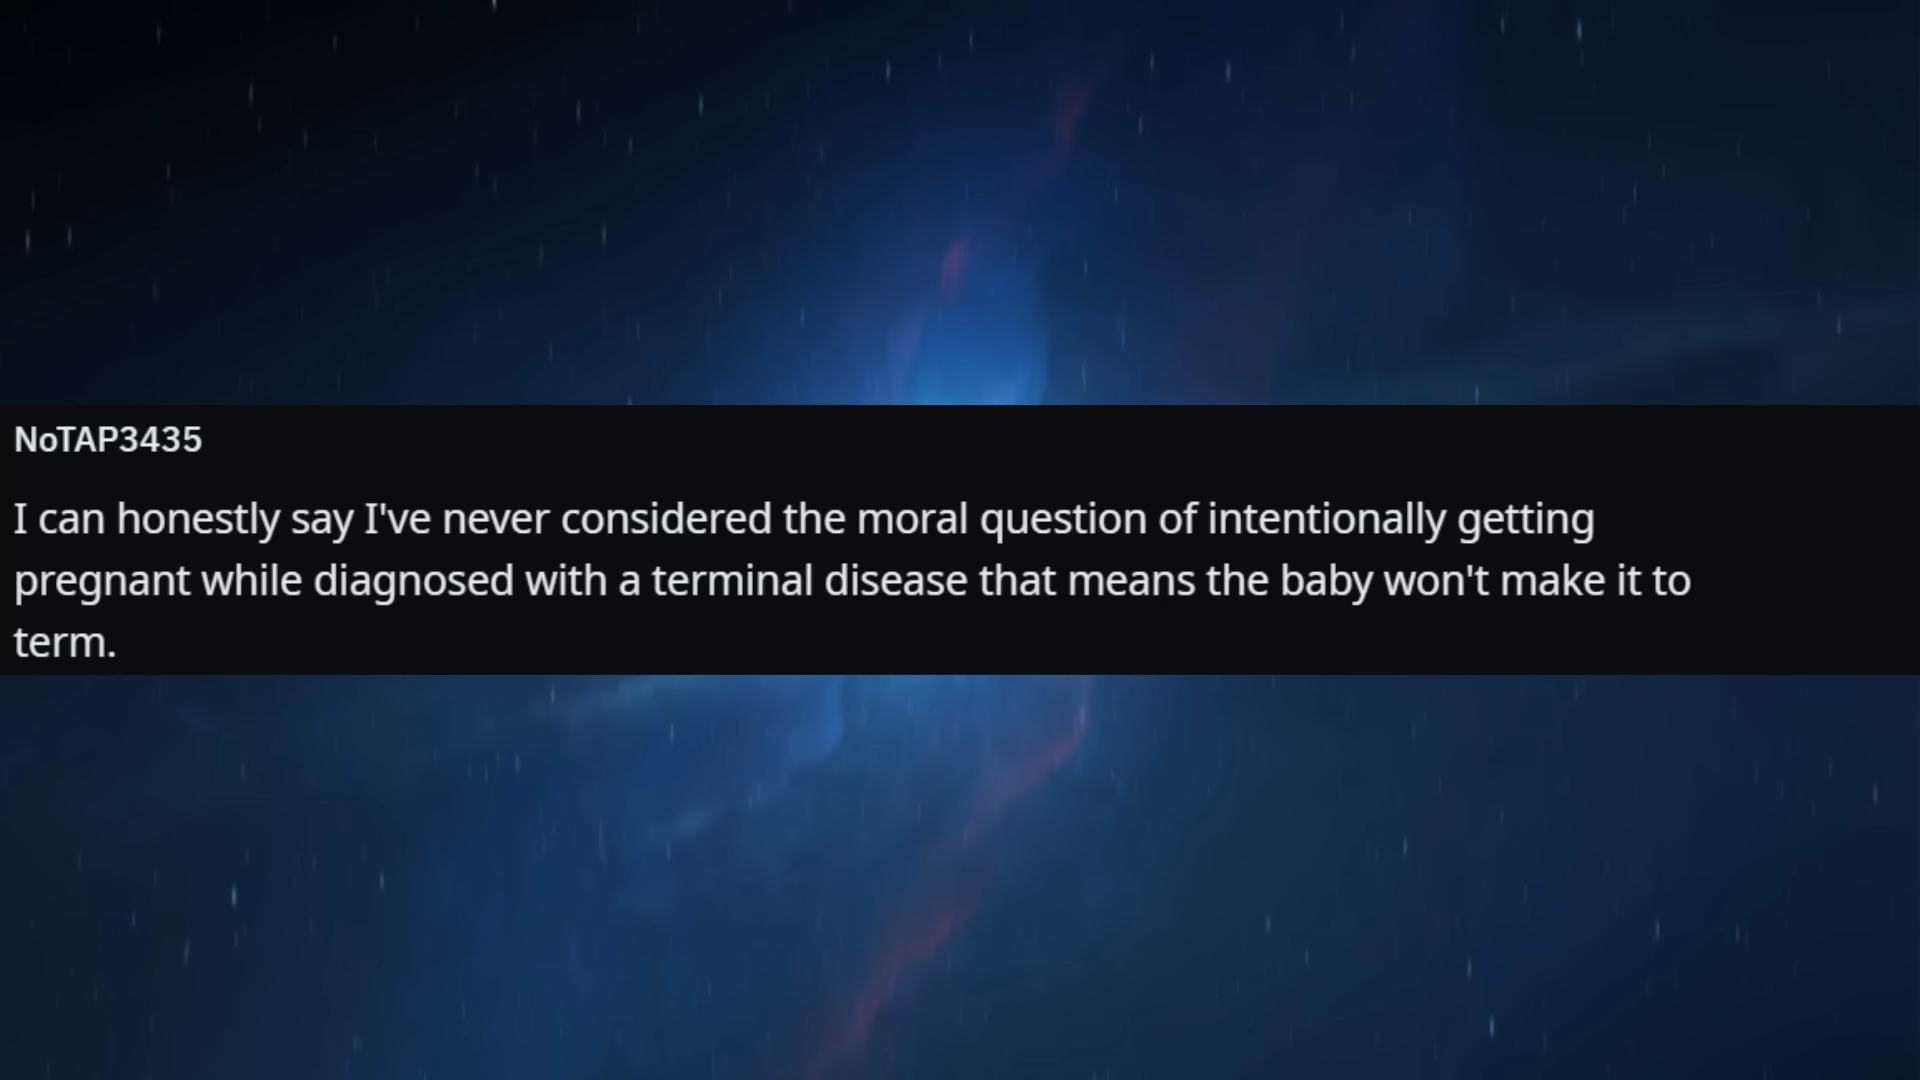 NoTAP3435
I can honestly say I've never considered the moral question of intentionally getting
pregnant while diagnosed with a terminal disease that means the baby won't make it to
term.